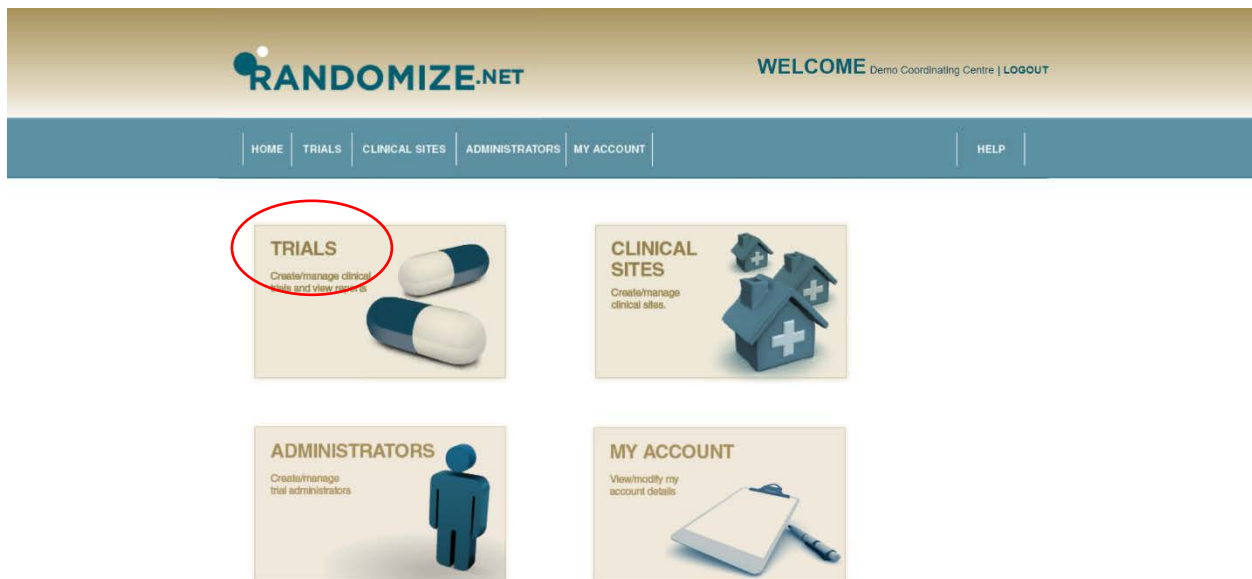 RANDOMIZE.NET
WELCOME Demo Coordinating Centre | LOGOUT
HOME TRIALS CLINICAL SITES ADMINISTRATORS MY ACCOUNT HELP
TRIALS
Create/manage clinical
trials and view reports
CLINICAL
SITES
Create/manage
clinical sites.
ADMINISTRATORS
Create/manage
trial administrators
MY ACCOUNT
View/modify my
account details